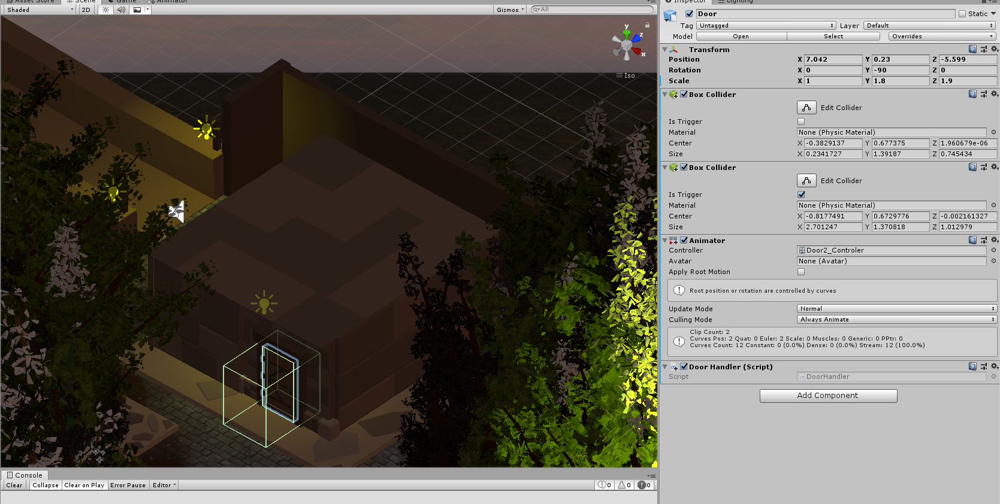 Asset Store Scene Game Animator
Shaded 2D Gizmos All
y
z
x
Iso
Console
Clear Collapse Clear on Play Error Pause Editor 0 0 0
Inspector Lighting
Door Static
Tag Untagged Layer Default
Model Open Select Overrides
Transform
Position X 7.042 Y 0.23 Z -5.599
Rotation X 0 Y -90 Z 0
Scale X 1 Y 1.8 Z 1.9
Box Collider
Edit Collider
Is Trigger
Material None (Physic Material)
Center X -0.3829137 Y 0.677375 Z 1.960679e-06
Size X 0.2341727 Y 1.39187 Z 0.745434
Box Collider
Edit Collider
Is Trigger
Material None (Physic Material)
Center X -0.8177491 Y 0.6729776 Z -0.002161327
Size X 2.701247 Y 1.370818 Z 1.012979
Animator
Controller Door2_Controler
Avatar None (Avatar)
Apply Root Motion
Root position or rotation are controlled by curves
Update Mode Normal
Culling Mode Always Animate
Clip Count: 2
Curves Pos: 2 Quat: 0 Euler: 2 Scale: 0 Muscles: 0 Generic: 0 PPtr: 0
Curves Count: 12 Constant: 0 (0.0%) Dense: 0 (0.0%) Stream: 12 (100.0%)
Door Handler (Script)
Script DoorHandler
Add Component